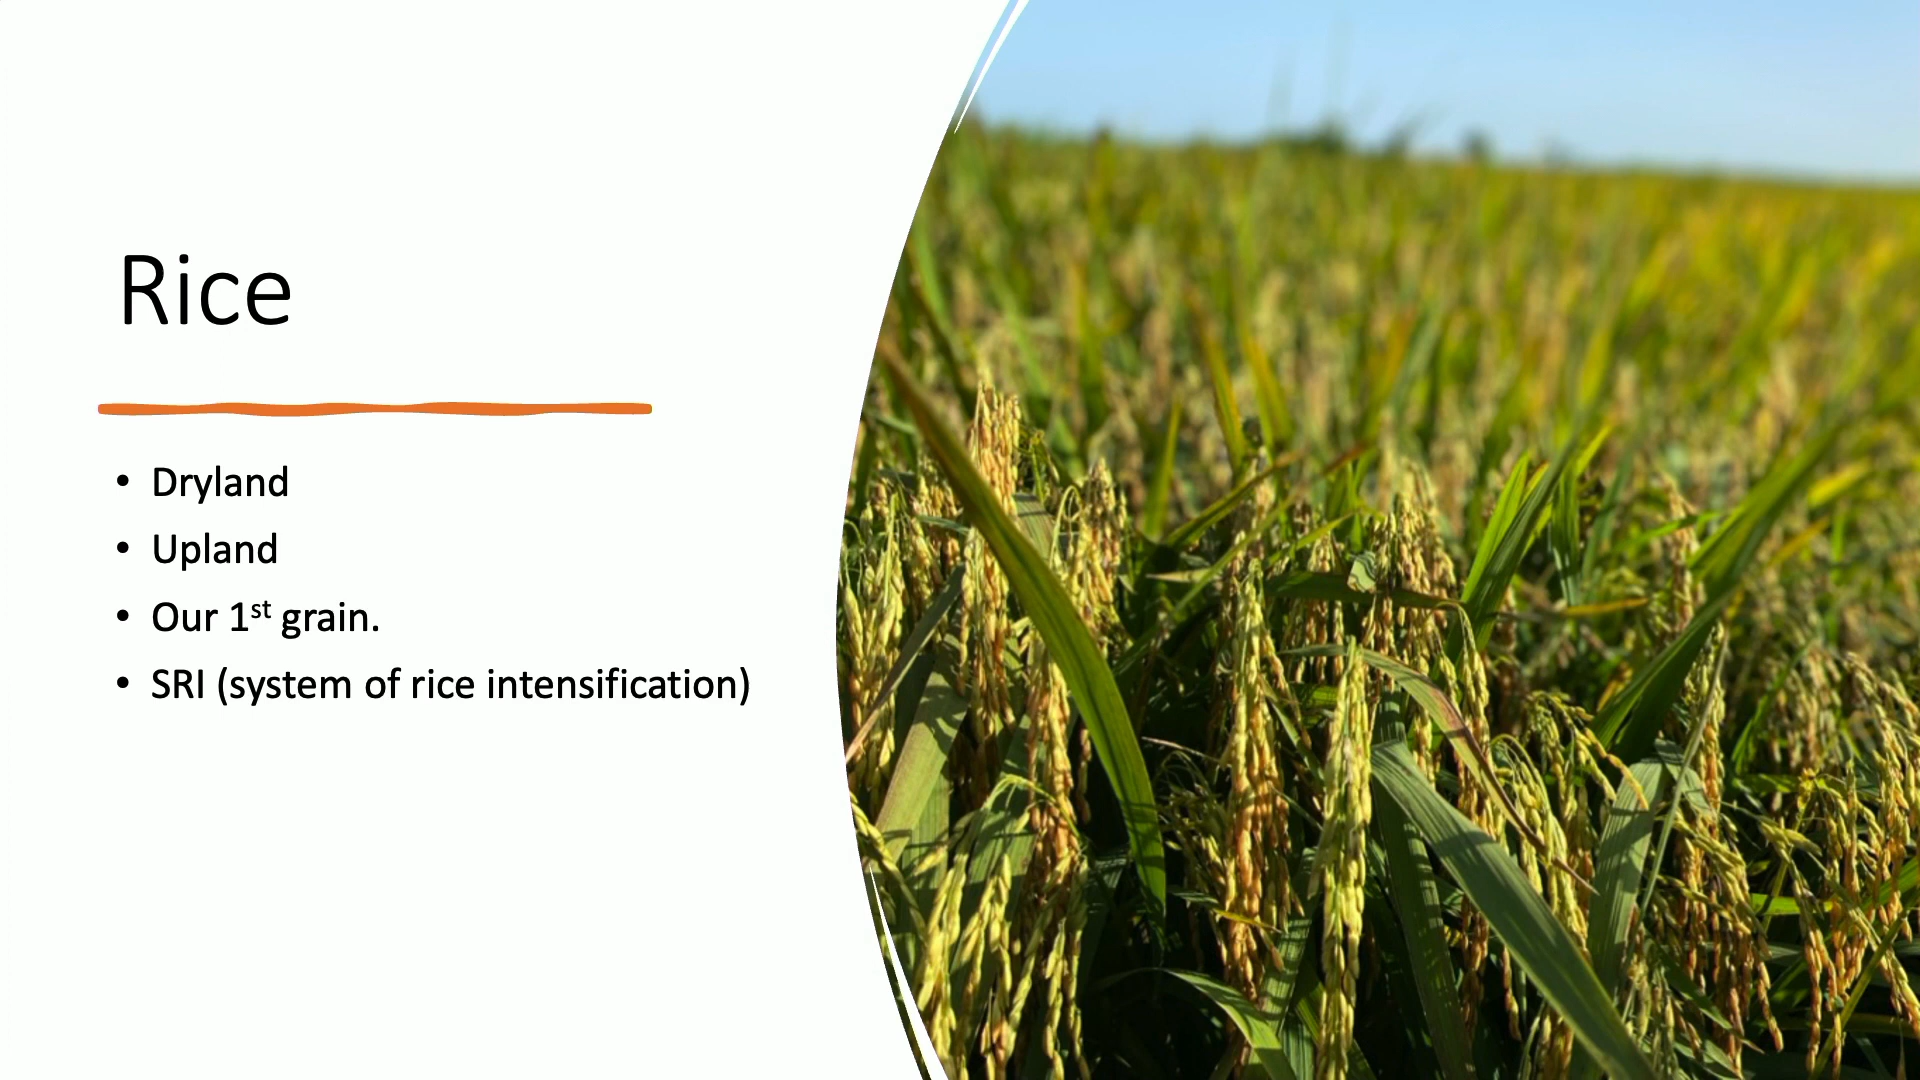 Rice
• Dryland
• Upland
• Our 1st grain.
• SRI (system of rice intensification)